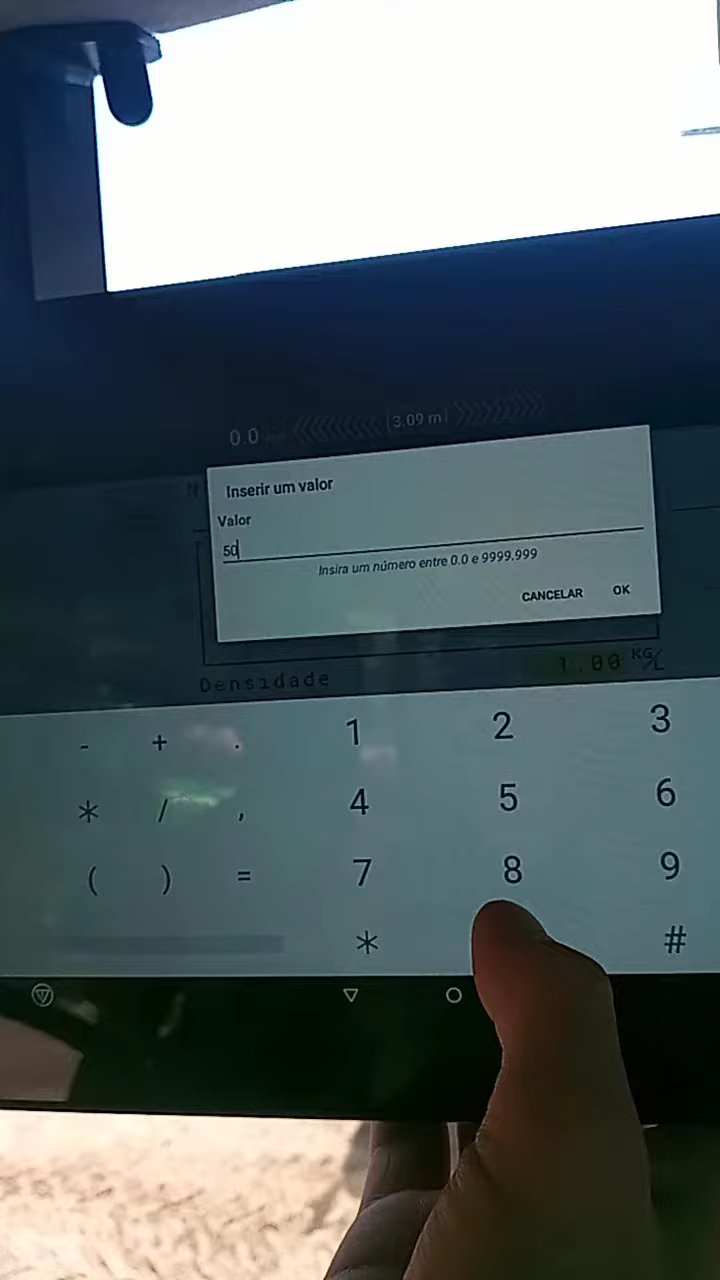 0.0
3.09 m
Inserir um valor
Valor
50
Insira um número entre 0.0 e 9999.999
CANCELAR OK
Densidade 1.00 KG/L
- + . 1 2 3
* / , 4 5 6
( ) = 7 8 9
* #